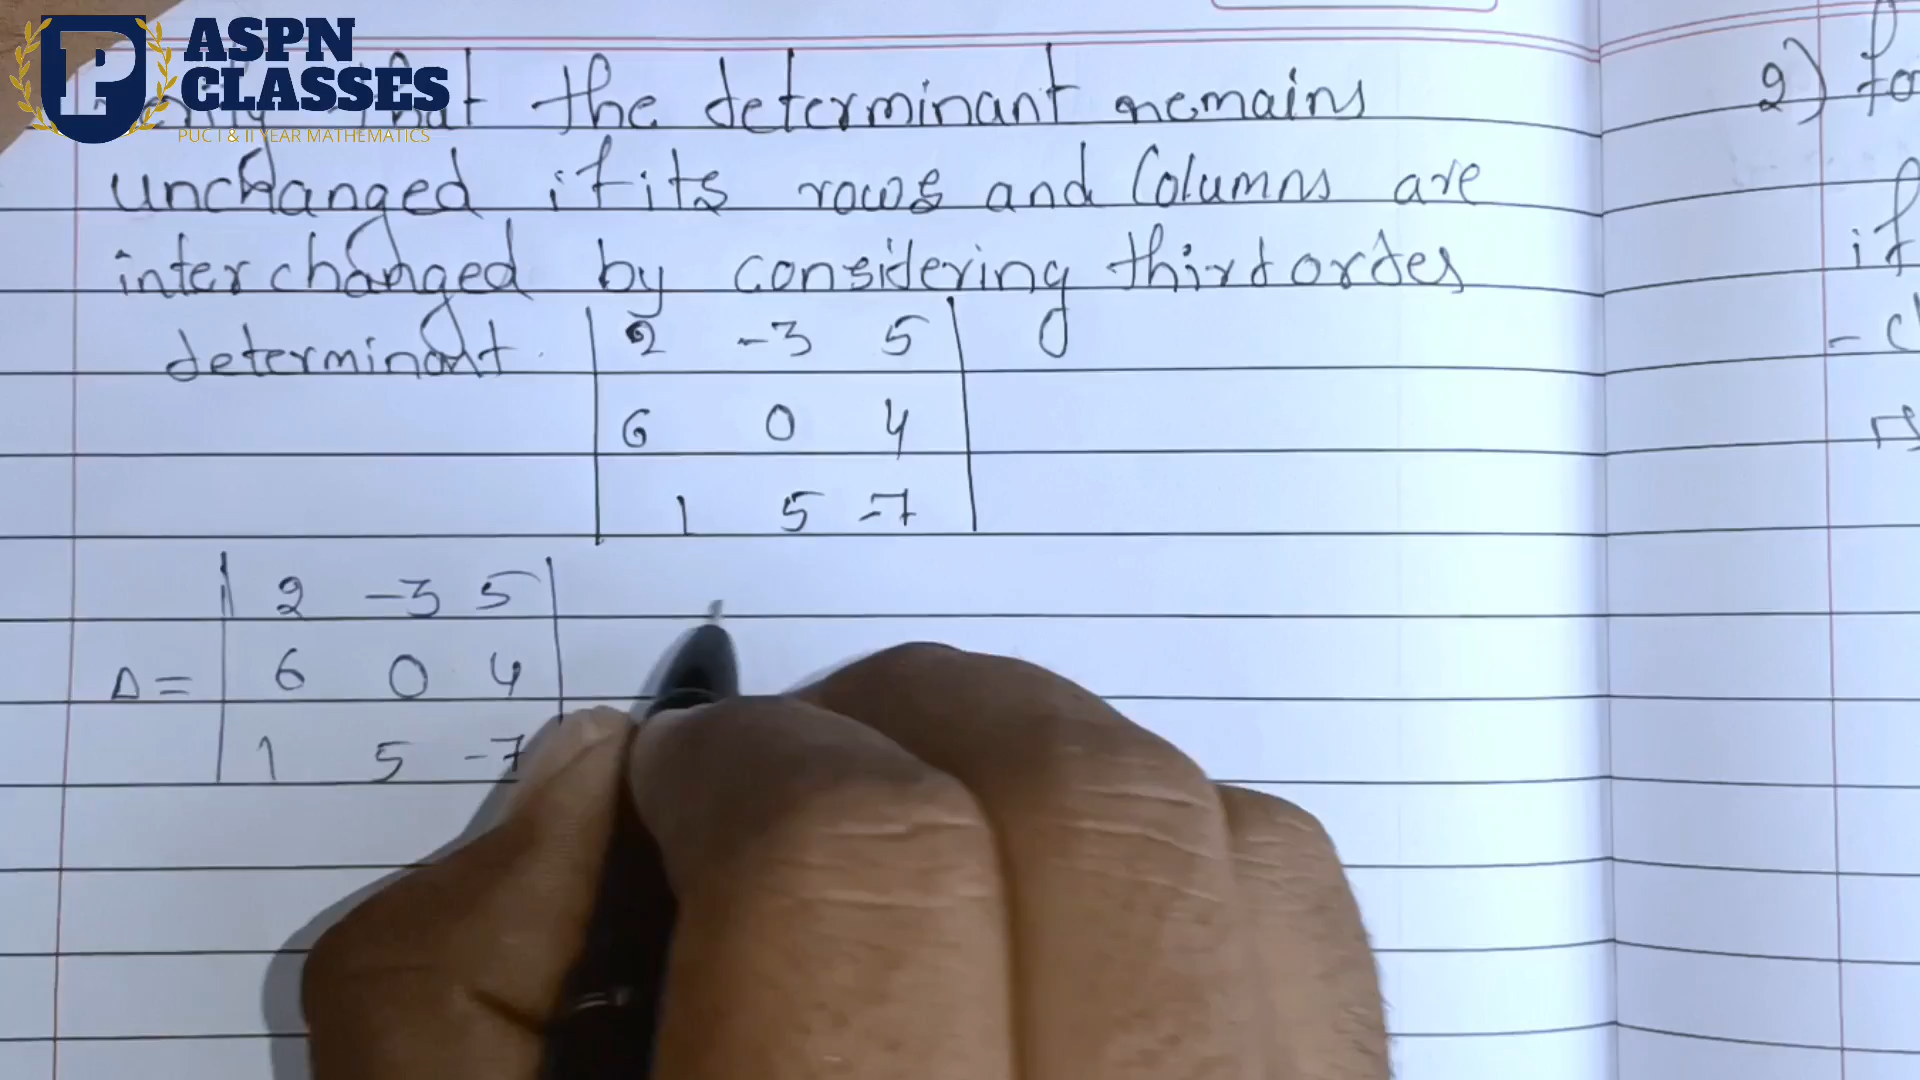 ASPN
CLASSES
PUC I & II YEAR MATHEMATICS
that the determinant remains
unchanged if its rows and Columns are
interchanged by considering third order
determinant. | 2 -3 5 |
| 6 0 4 |
| 1 5 -7 |
| 2 -3 5 |
Δ = | 6 0 4 |
| 1 5 -7
2) fo
if